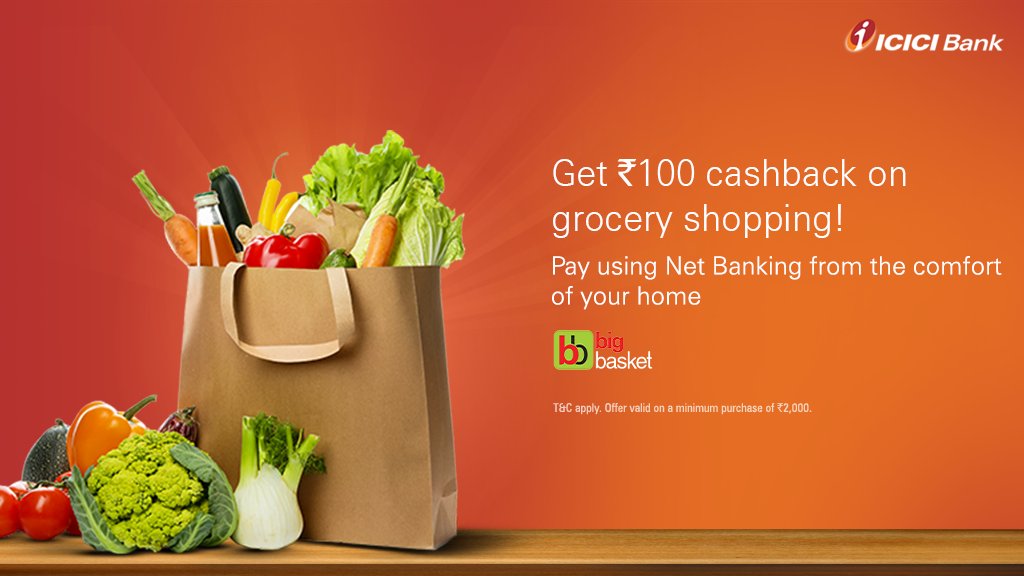 ICICI Bank
Get ₹100 cashback on
grocery shopping!
Pay using Net Banking from the comfort
of your home
bb big
basket
T&C apply. Offer valid on a minimum purchase of ₹2,000.